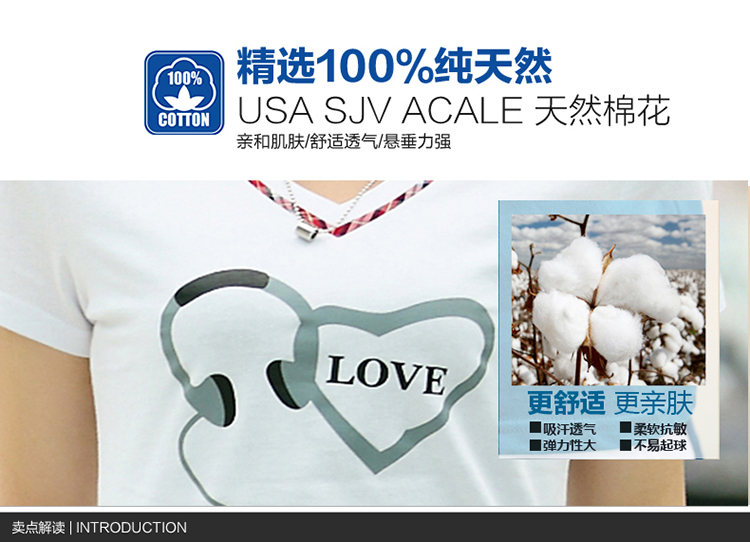 100%
COTTON
精选100%纯天然
USA SJV ACALE 天然棉花
亲和肌肤/舒适透气/悬垂力强
LOVE
更舒适 更亲肤
■吸汗透气 ■柔软抗敏
■弹力性大 ■不易起球
卖点解读 | INTRODUCTION